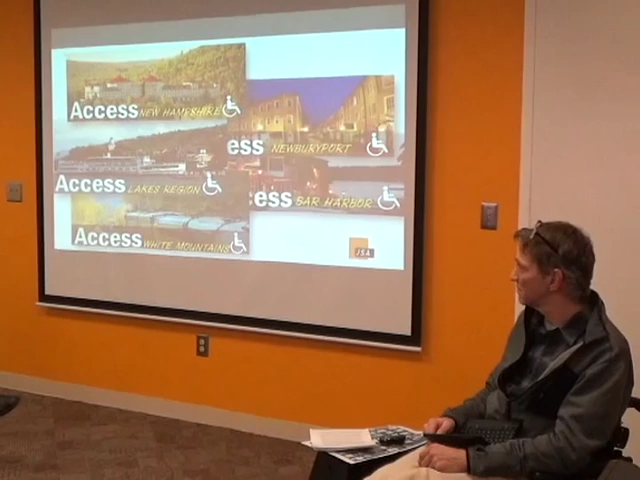 Access NEW HAMPSHIRE
ess NEWBURYPORT
Access LAKES REGION
ess BAR HARBOR
Access WHITE MOUNTAINS
JSA